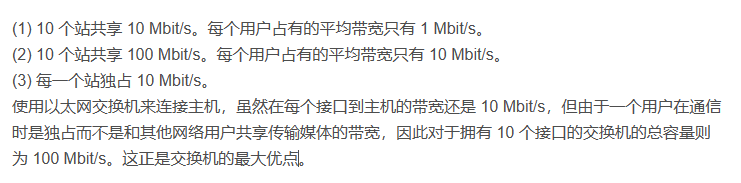 (1) 10 个站共享 10 Mbit/s。每个用户占有的平均带宽只有 1 Mbit/s。
(2) 10 个站共享 100 Mbit/s。每个用户占有的平均带宽只有 10 Mbit/s。
(3) 每一个站独占 10 Mbit/s。
使用以太网交换机来连接主机，虽然在每个接口到主机的带宽还是 10 Mbit/s，但由于一个用户在通信
时是独占而不是和其他网络用户共享传输媒体的带宽，因此对于拥有 10 个接口的交换机的总容量则
为 100 Mbit/s。这正是交换机的最大优点。